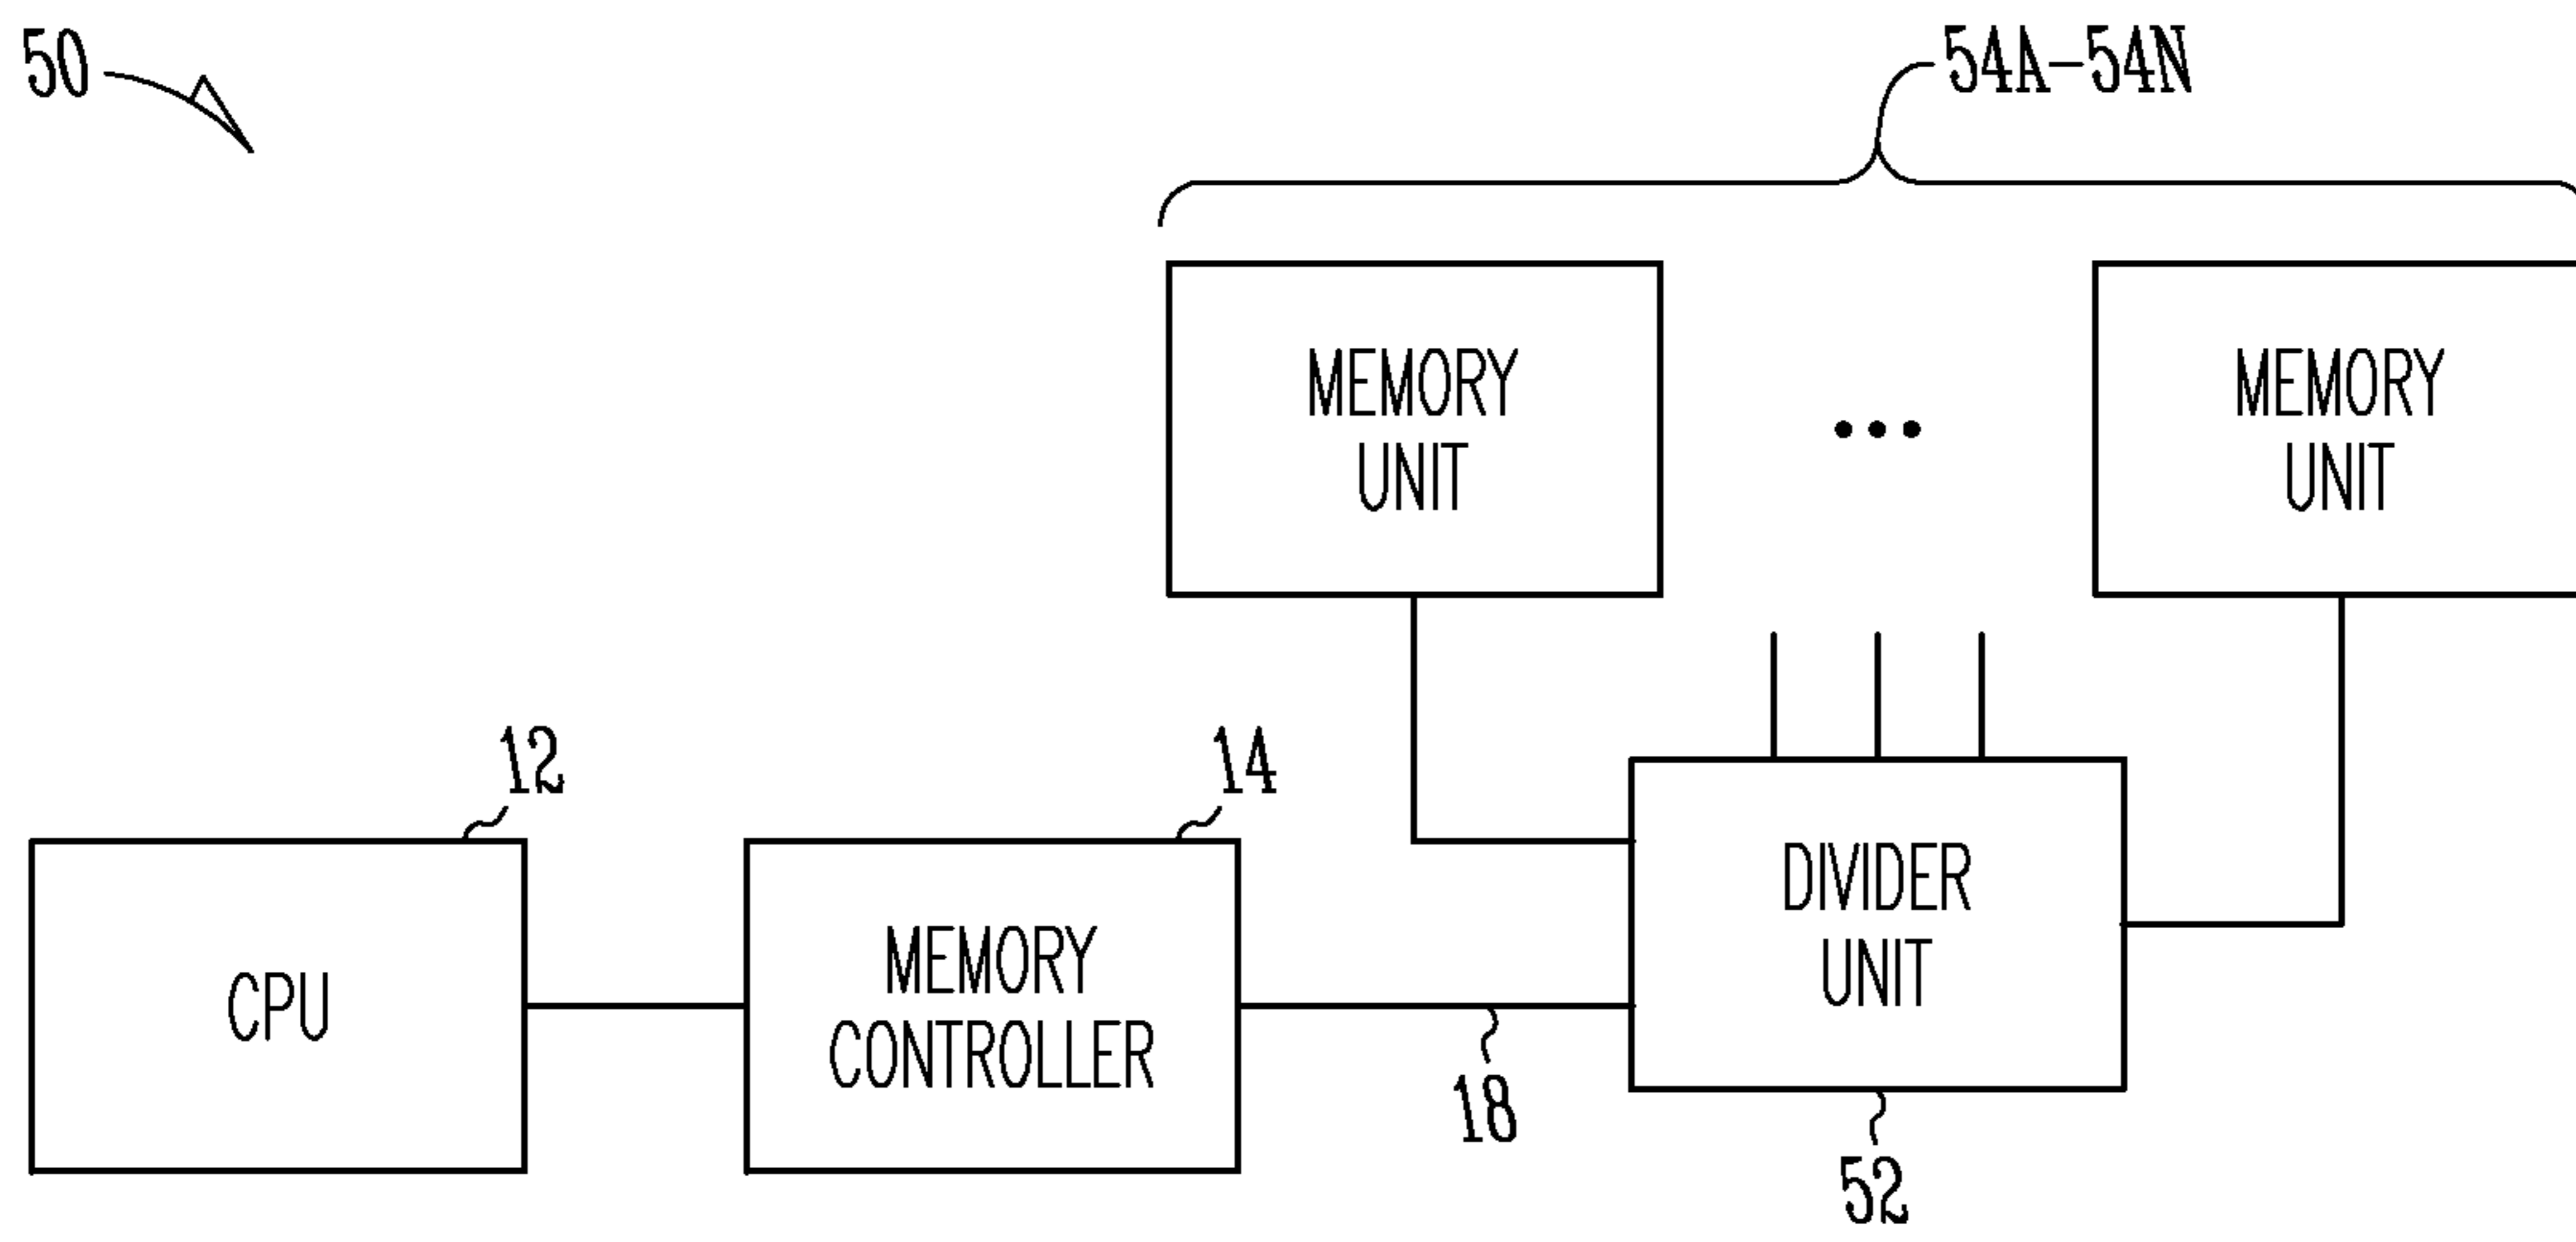 50
54A–54N
MEMORY
UNIT
MEMORY
UNIT
12
14
CPU
MEMORY
CONTROLLER
DIVIDER
UNIT
18
52